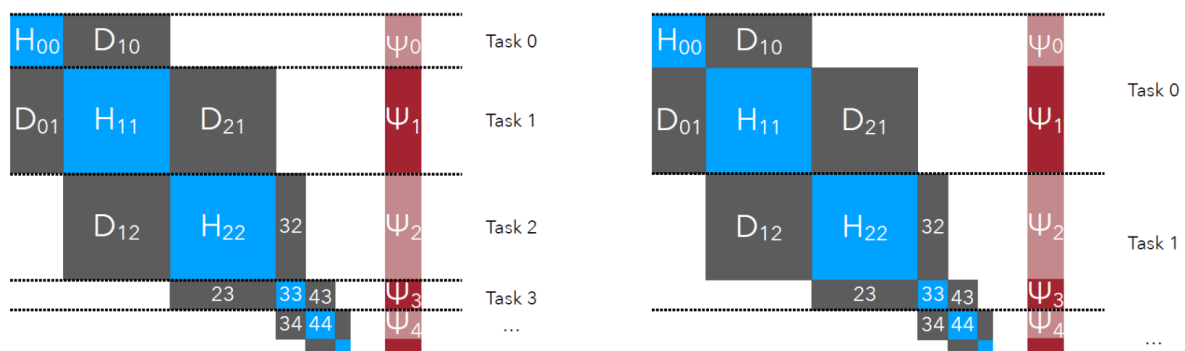 H₀₀ D₁₀ Ψ₀ Task 0
D₀₁ H₁₁ D₂₁ Ψ₁ Task 1
D₁₂ H₂₂ 32 Ψ₂ Task 2
23 33 43 Ψ₃ Task 3
34 44 Ψ₄ ...
H₀₀ D₁₀ Ψ₀
Task 0
D₀₁ H₁₁ D₂₁ Ψ₁
D₁₂ H₂₂ 32 Ψ₂
Task 1
23 33 43 Ψ₃
34 44 Ψ₄
...